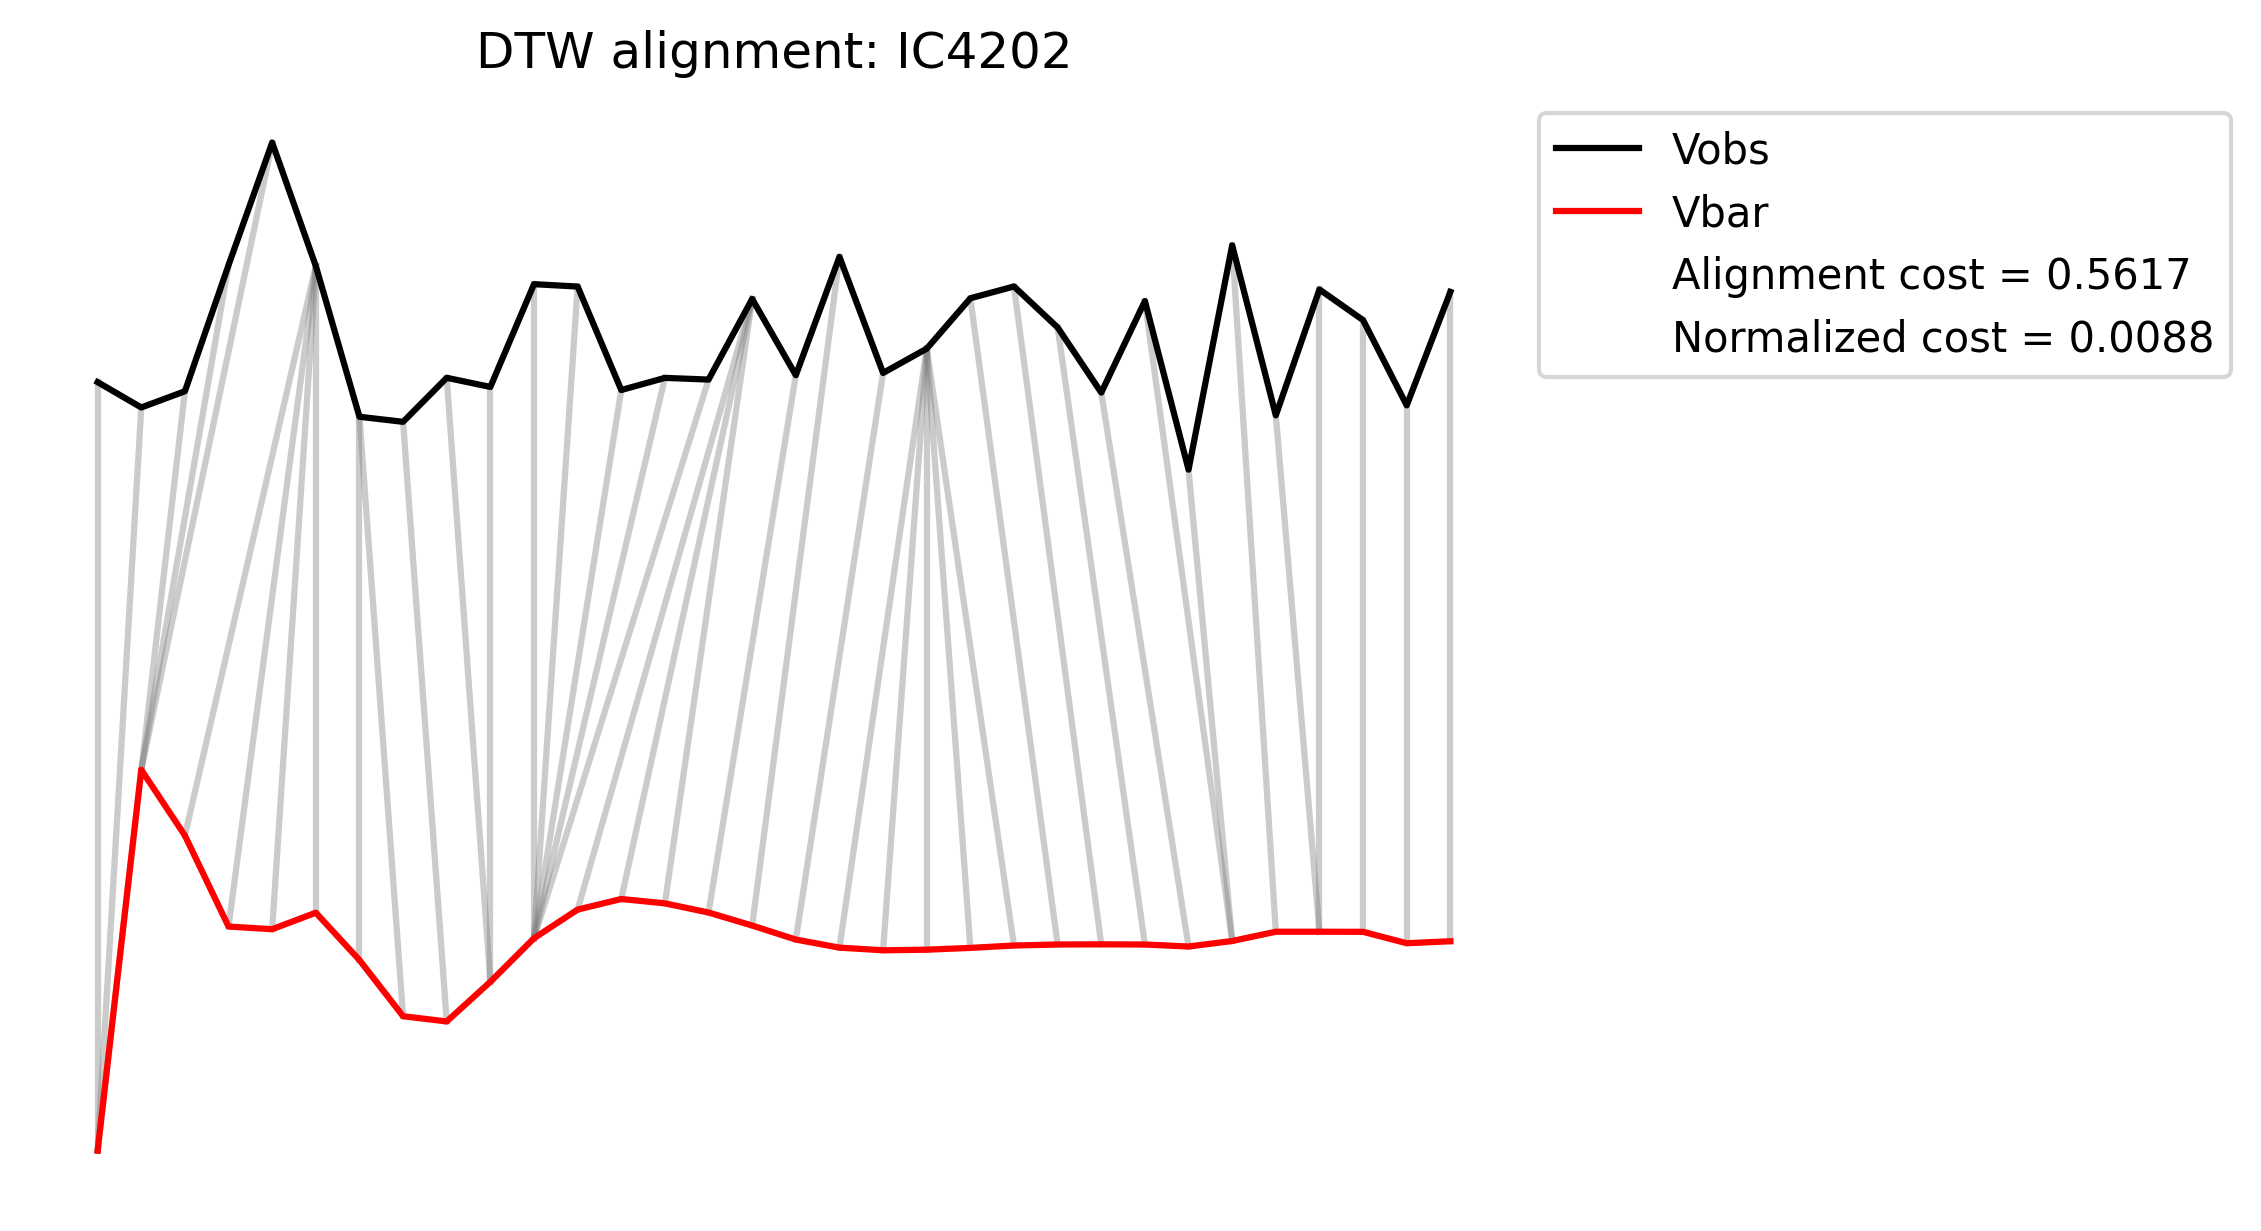 DTW alignment: IC4202
Vobs
Vbar
Alignment cost = 0.5617
Normalized cost = 0.0088